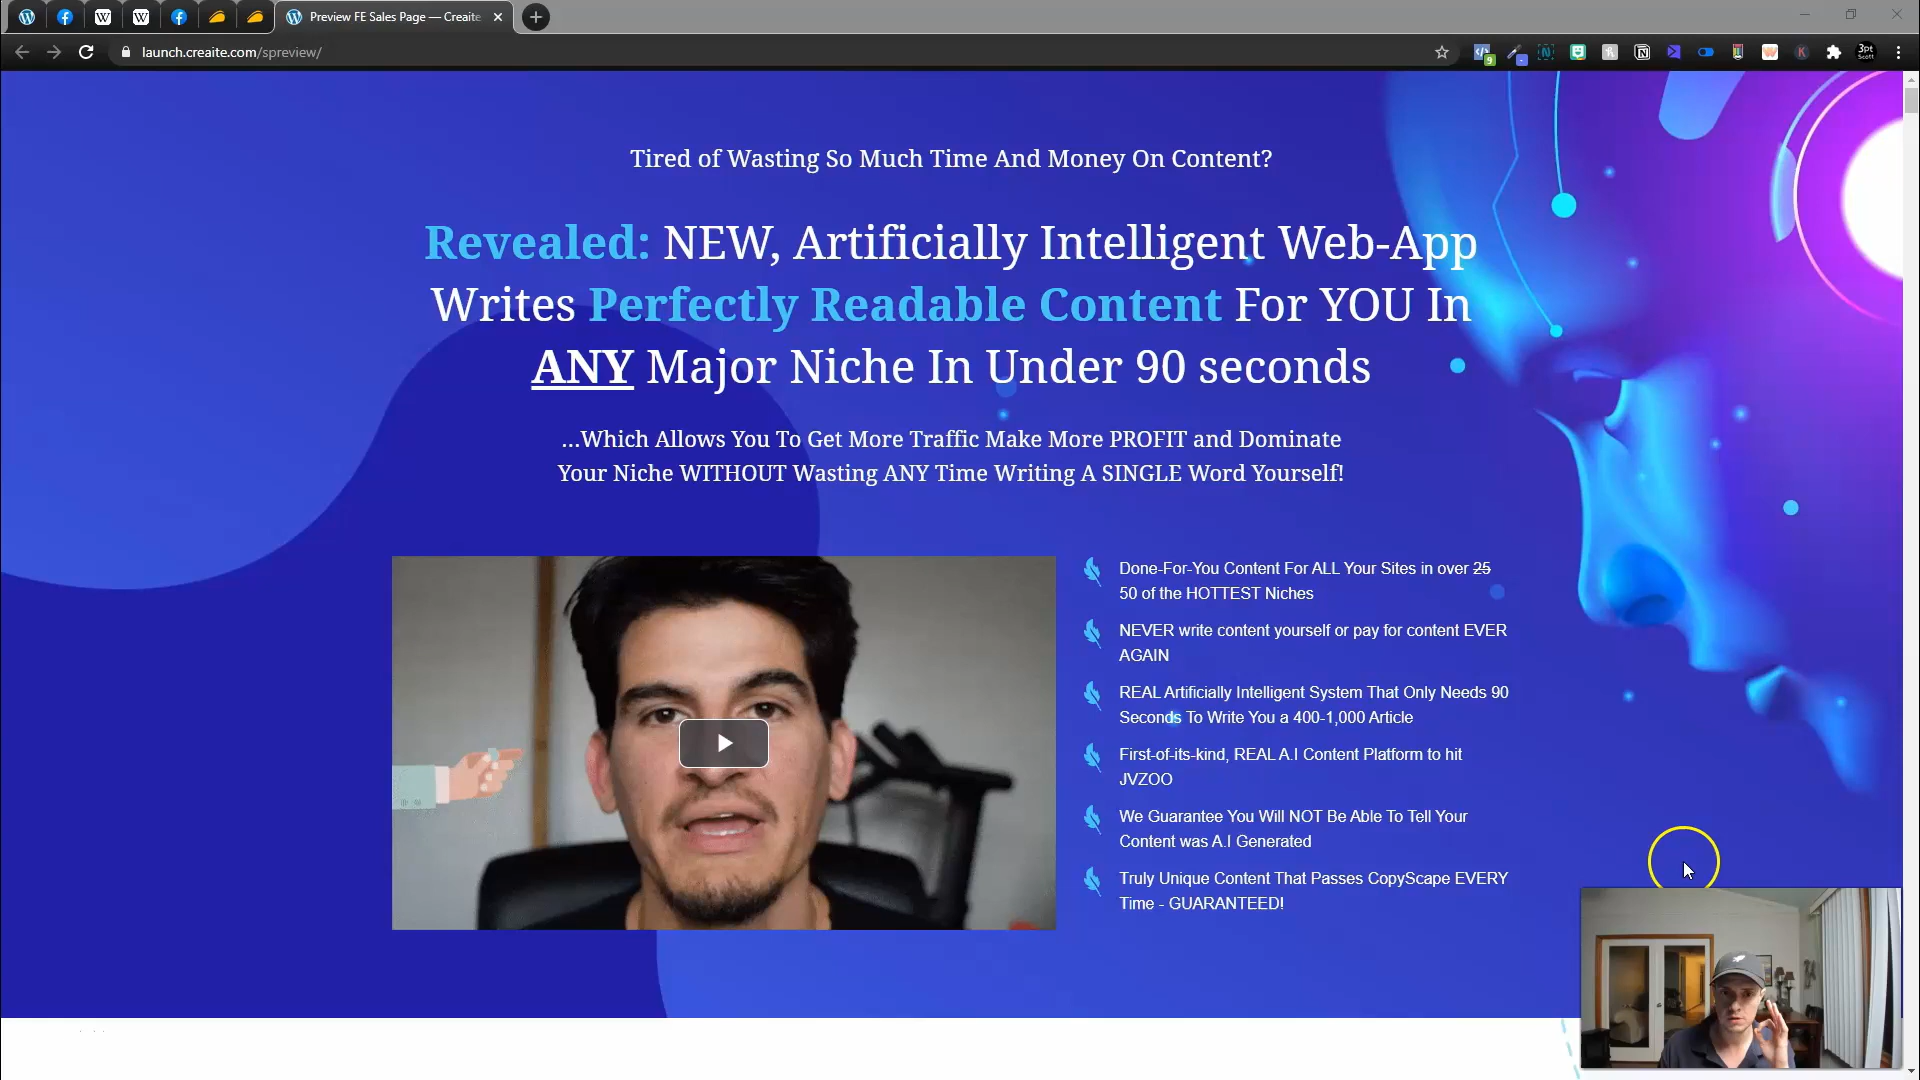 Preview FE Sales Page — Creaite
launch.creaite.com/spreview/
9
3pt
Scott
Tired of Wasting So Much Time And Money On Content?
Revealed: NEW, Artificially Intelligent Web-App
Writes Perfectly Readable Content For YOU In
ANY Major Niche In Under 90 seconds
...Which Allows You To Get More Traffic Make More PROFIT and Dominate
Your Niche WITHOUT Wasting ANY Time Writing A SINGLE Word Yourself!
Done-For-You Content For ALL Your Sites in over 25
50 of the HOTTEST Niches
NEVER write content yourself or pay for content EVER
AGAIN
REAL Artificially Intelligent System That Only Needs 90
Seconds To Write You a 400-1,000 Article
First-of-its-kind, REAL A.I Content Platform to hit
JVZOO
We Guarantee You Will NOT Be Able To Tell Your
Content was A.I Generated
Truly Unique Content That Passes CopyScape EVERY
Time - GUARANTEED!